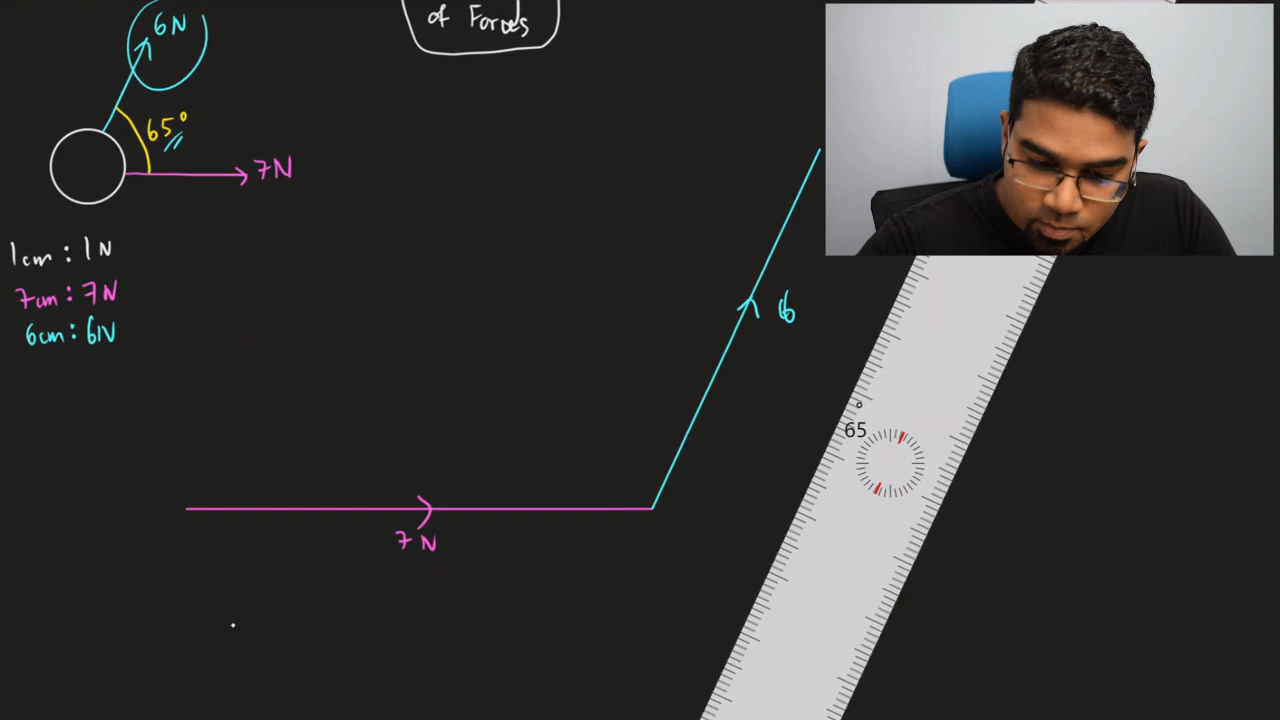 of Forces
6N
65°
7N
1cm : 1N
7cm : 7N
6cm : 6N
6
65°
7 N